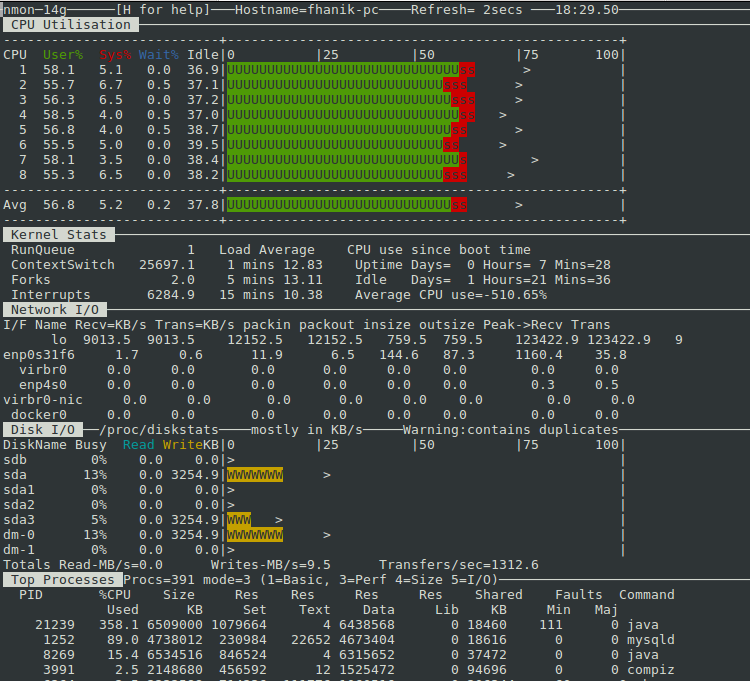 nmon─14g──────[H for help]───Hostname=fhanik-pc────Refresh= 2secs ───18:29.50
CPU Utilisation
---------------------------+-------------------------------------------------+
CPU User% Sys% Wait% Idle|0 |25 |50 |75 100|
1 58.1 5.1 0.0 36.9|UUUUUUUUUUUUUUUUUUUUUUUUUUUUUss > |
2 55.7 6.7 0.5 37.1|UUUUUUUUUUUUUUUUUUUUUUUUUUUsss > |
3 56.3 6.5 0.0 37.2|UUUUUUUUUUUUUUUUUUUUUUUUUUUUsss > |
4 58.5 4.0 0.5 37.0|UUUUUUUUUUUUUUUUUUUUUUUUUUUUUss > |
5 56.8 4.0 0.5 38.7|UUUUUUUUUUUUUUUUUUUUUUUUUUUUss > |
6 55.5 5.0 0.0 39.5|UUUUUUUUUUUUUUUUUUUUUUUUUUUss > |
7 58.1 3.5 0.0 38.4|UUUUUUUUUUUUUUUUUUUUUUUUUUUUUs > |
8 55.3 6.5 0.0 38.2|UUUUUUUUUUUUUUUUUUUUUUUUUUUsss > |
---------------------------+-------------------------------------------------+
Avg 56.8 5.2 0.2 37.8|UUUUUUUUUUUUUUUUUUUUUUUUUUUUss > |
---------------------------+-------------------------------------------------+
Kernel Stats
RunQueue 1 Load Average CPU use since boot time
ContextSwitch 25697.1 1 mins 12.83 Uptime Days= 0 Hours= 7 Mins=28
Forks 2.0 5 mins 13.11 Idle Days= 1 Hours=21 Mins=36
Interrupts 6284.9 15 mins 10.38 Average CPU use=-510.65%
Network I/O
I/F Name Recv=KB/s Trans=KB/s packin packout insize outsize Peak->Recv Trans
lo 9013.5 9013.5 12152.5 12152.5 759.5 759.5 123422.9 123422.9 9
enp0s31f6 1.7 0.6 11.9 6.5 144.6 87.3 1160.4 35.8
virbr0 0.0 0.0 0.0 0.0 0.0 0.0 0.0 0.0
enp4s0 0.0 0.0 0.0 0.0 0.0 0.0 0.3 0.5
virbr0-nic 0.0 0.0 0.0 0.0 0.0 0.0 0.0 0.0
docker0 0.0 0.0 0.0 0.0 0.0 0.0 0.0 0.0
Disk I/O ──/proc/diskstats────mostly in KB/s─────Warning:contains duplicates
DiskName Busy Read WriteKB|0 |25 |50 |75 100|
sdb 0% 0.0 0.0|> |
sda 13% 0.0 3254.9|WWWWWWW > |
sda1 0% 0.0 0.0|> |
sda2 0% 0.0 0.0|> |
sda3 5% 0.0 3254.9|WWW > |
dm-0 13% 0.0 3254.9|WWWWWWW > |
dm-1 0% 0.0 0.0|> |
Totals Read-MB/s=0.0 Writes-MB/s=9.5 Transfers/sec=1312.6
Top Processes Procs=391 mode=3 (1=Basic, 3=Perf 4=Size 5=I/O)
PID %CPU Size Res Res Res Res Shared Faults Command
Used KB Set Text Data Lib KB Min Maj
21239 358.1 6509000 1079664 4 6438568 0 18460 111 0 java
1252 89.0 4738012 230984 22652 4673404 0 18616 0 0 mysqld
8269 15.4 6534516 846524 4 6315652 0 37472 0 0 java
3991 2.5 2148680 456592 12 1525472 0 94696 0 0 compiz